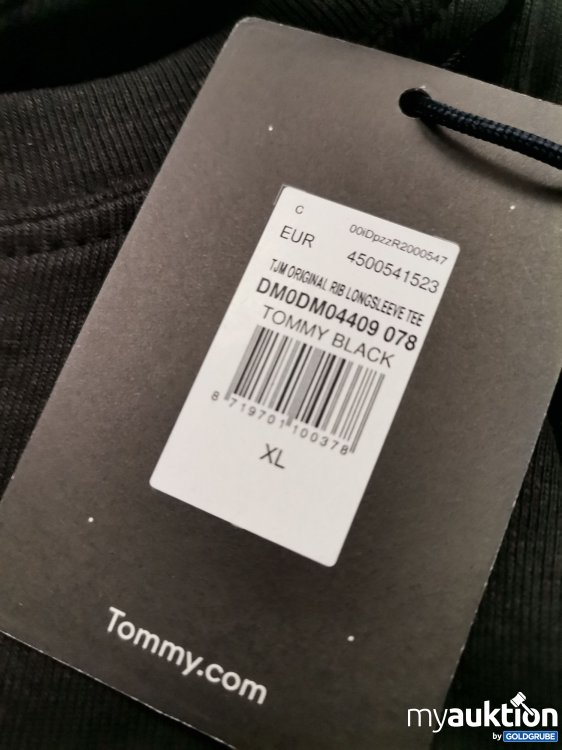 C
00iDpzzR2000547
EUR
4500541523
TJM ORIGINAL RIB LONGSLEEVE TEE
DM0DM04409 078
TOMMY BLACK
8 719701 100378
XL
Tommy.com
myauktion
by GOLDGRUBE